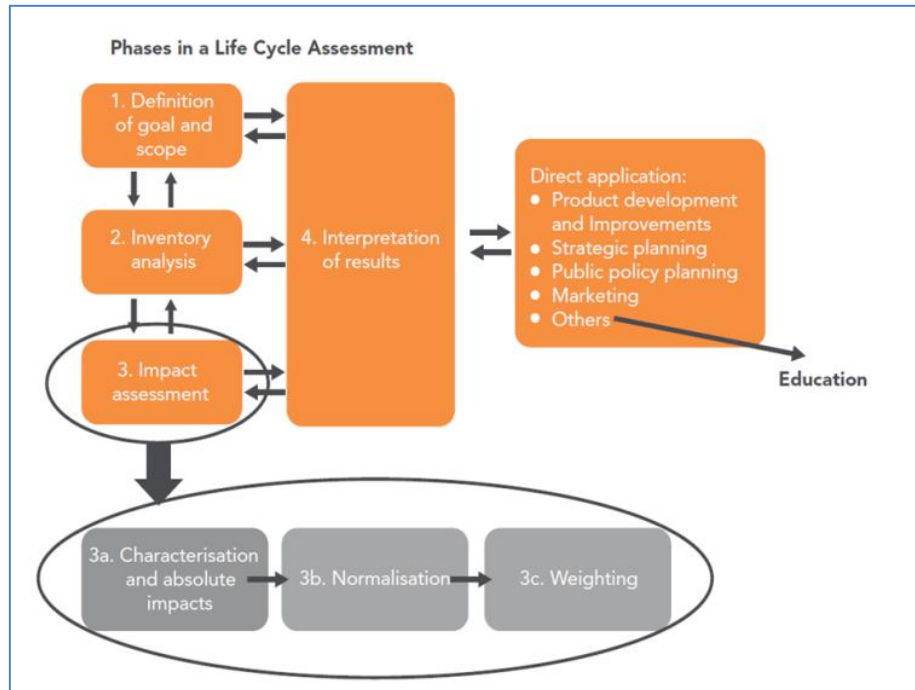 Phases in a Life Cycle Assessment
1. Definition
of goal and
scope
2. Inventory
analysis
3. Impact
assessment
4. Interpretation
of results
Direct application:
● Product development
and Improvements
● Strategic planning
● Public policy planning
● Marketing
● Others
Education
3a. Characterisation
and absolute
impacts
3b. Normalisation
3c. Weighting